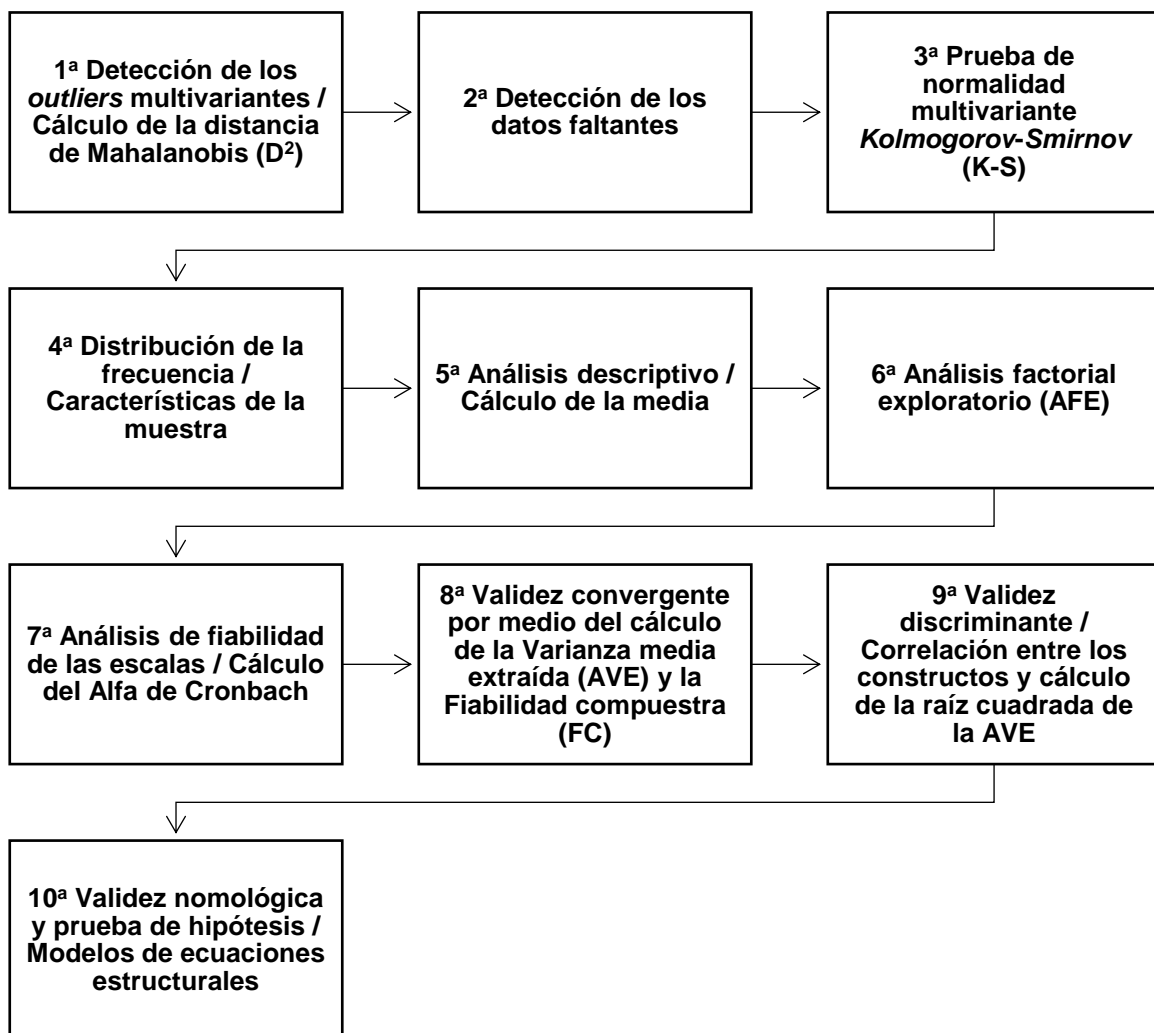 1ª Detección de los
outliers multivariantes /
Cálculo de la distancia
de Mahalanobis (D²)
2ª Detección de los
datos faltantes
3ª Prueba de
normalidad
multivariante
Kolmogorov-Smirnov
(K-S)
4ª Distribución de la
frecuencia /
Características de la
muestra
5ª Análisis descriptivo /
Cálculo de la media
6ª Análisis factorial
exploratorio (AFE)
7ª Análisis de fiabilidad
de las escalas / Cálculo
del Alfa de Cronbach
8ª Validez convergente
por medio del cálculo
de la Varianza media
extraída (AVE) y la
Fiabilidad compuestra
(FC)
9ª Validez
discriminante /
Correlación entre los
constructos y cálculo
de la raíz cuadrada de
la AVE
10ª Validez nomológica
y prueba de hipótesis /
Modelos de ecuaciones
estructurales